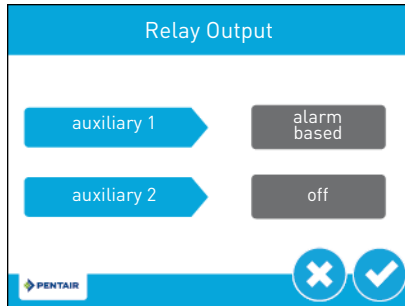 Relay Output
auxiliary 1
alarm
based
auxiliary 2
off
PENTAIR